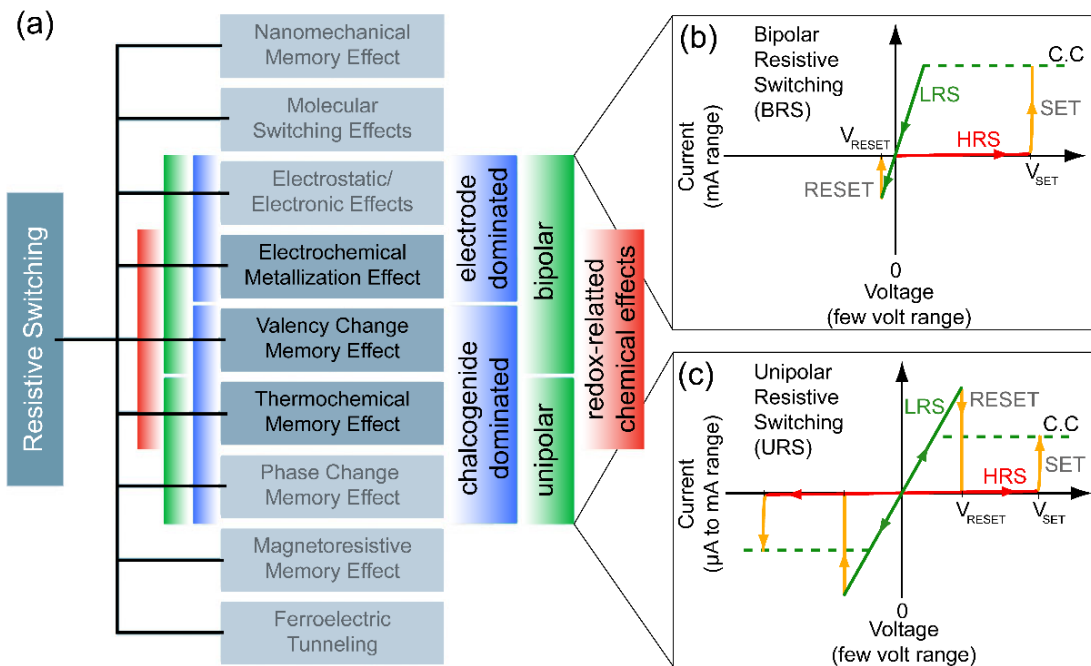 (a)
Resistive Switching
Nanomechanical
Memory Effect
Molecular
Switching Effects
Electrostatic/
Electronic Effects
Electrochemical
Metallization Effect
Valency Change
Memory Effect
Thermochemical
Memory Effect
Phase Change
Memory Effect
Magnetoresistive
Memory Effect
Ferroelectric
Tunneling
electrode
dominated
chalcogenide
dominated
bipolar
unipolar
redox-relatted
chemical effects
(b)
Bipolar
Resistive
Switching
(BRS)
C.C
LRS
SET
HRS
V_RESET
V_SET
RESET
Current
(mA range)
0
Voltage
(few volt range)
(c)
Unipolar
Resistive
Switching
(URS)
LRS
RESET
C.C
SET
HRS
V_RESET
V_SET
Current
(µA to mA range)
0
Voltage
(few volt range)